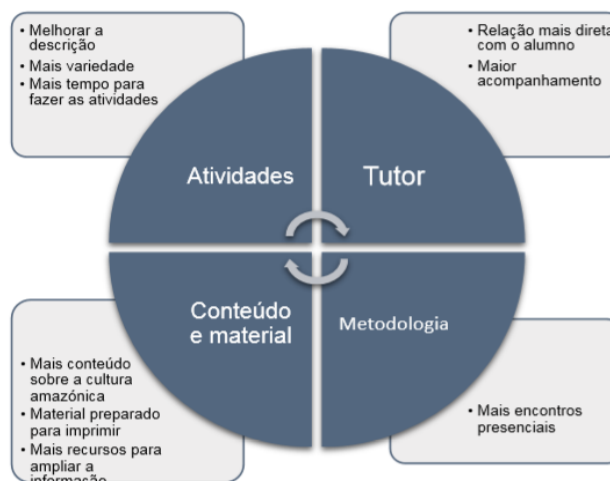 • Melhorar a
descrição
• Mais variedade
• Mais tempo para
fazer as atividades
• Relação mais direta
com o alumno
• Maior
acompanhamento
Atividades
Tutor
Conteúdo
e material
Metodologia
• Mais conteúdo
sobre a cultura
amazónica
• Material preparado
para imprimir
• Mais recursos para
ampliar a
informação
• Mais encontros
presenciais